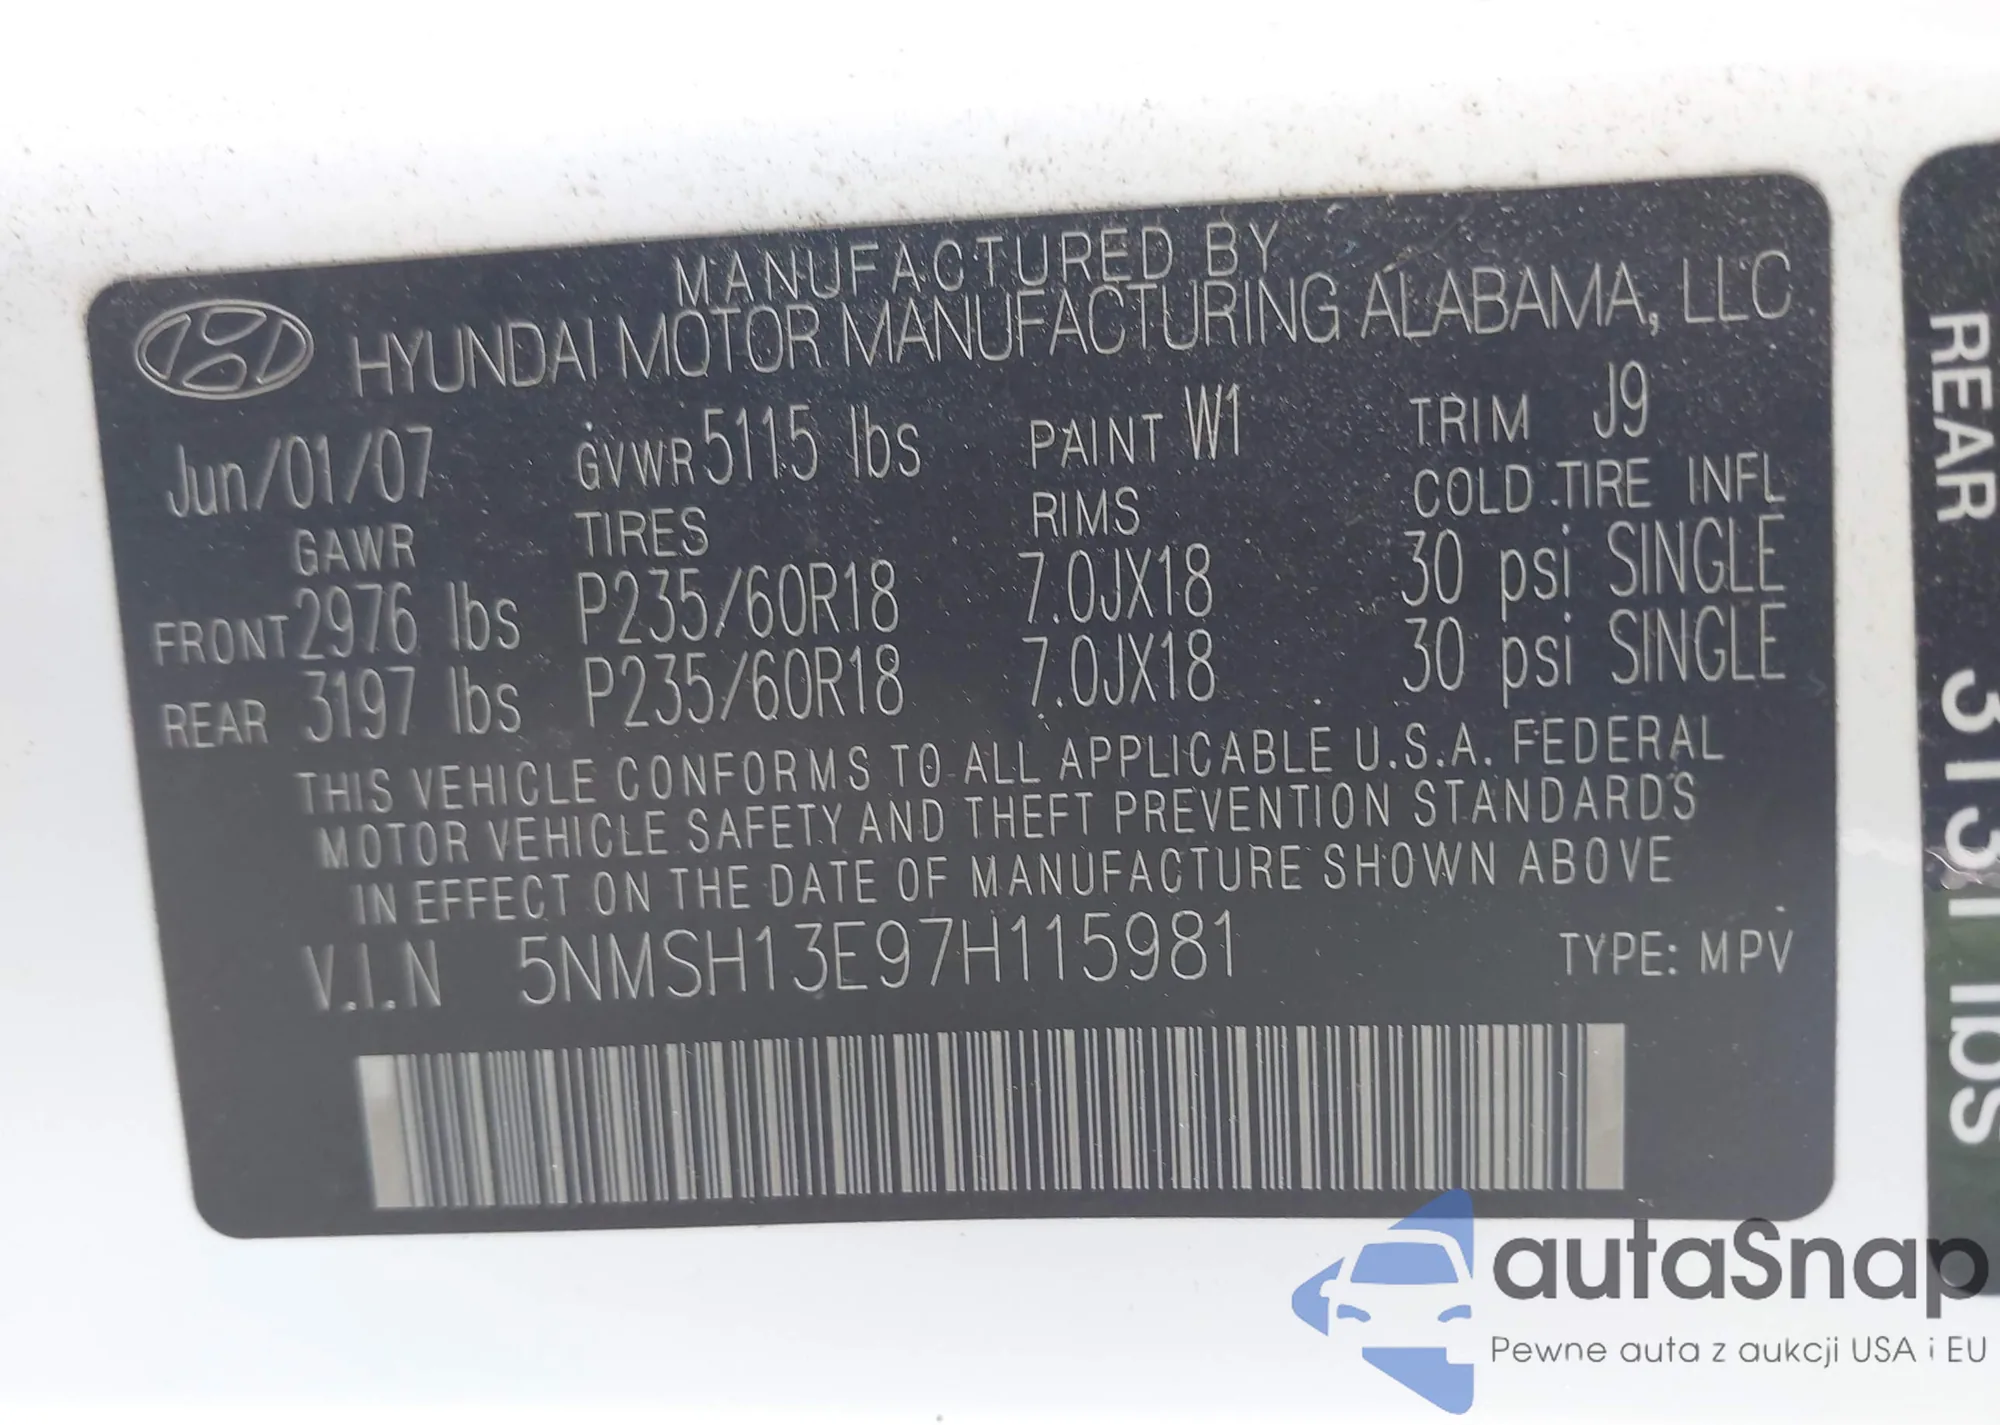 MANUFACTURED BY
HYUNDAI MOTOR MANUFACTURING ALABAMA, LLC
Jun/01/07 GVWR 5115 lbs PAINT W1 TRIM J9
GAWR TIRES RIMS COLD TIRE INFL
FRONT 2976 lbs P235/60R18 7.0JX18 30 psi SINGLE
REAR 3197 lbs P235/60R18 7.0JX18 30 psi SINGLE
THIS VEHICLE CONFORMS TO ALL APPLICABLE U.S.A. FEDERAL
MOTOR VEHICLE SAFETY AND THEFT PREVENTION STANDARDS
IN EFFECT ON THE DATE OF MANUFACTURE SHOWN ABOVE
V.I.N 5NMSH13E97H115981 TYPE: MPV
REAR lbs
autaSnap
Pewne auta z aukcji USA i EU